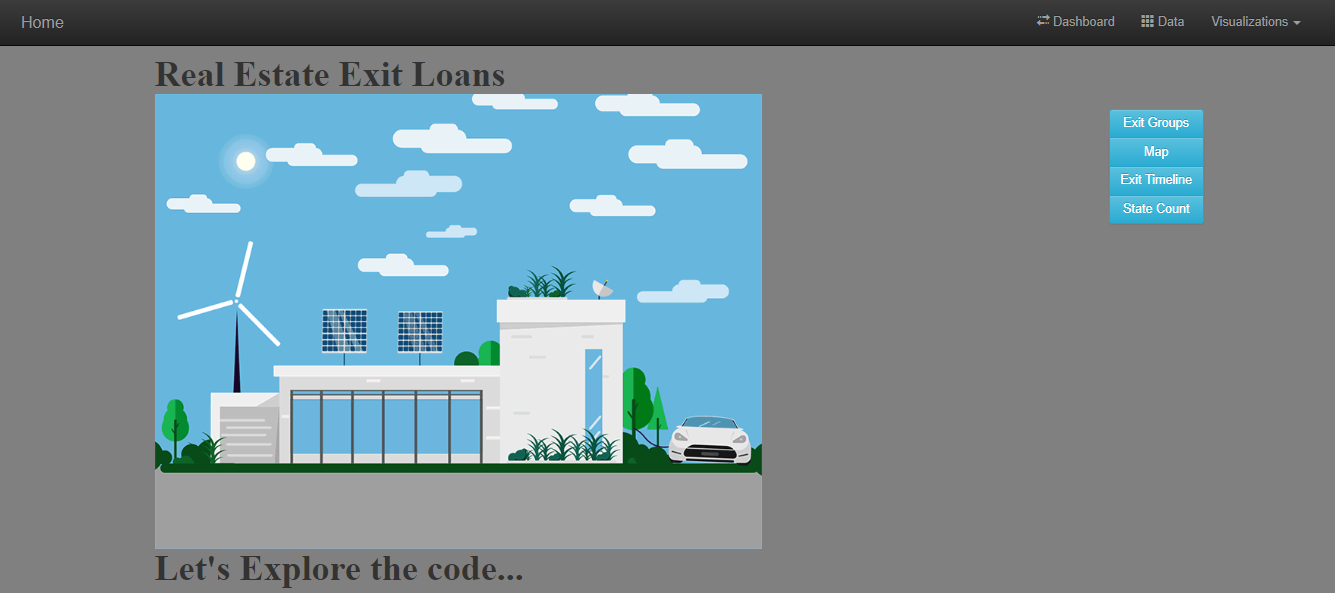 Home Dashboard Data Visualizations
Real Estate Exit Loans
Exit Groups
Map
Exit Timeline
State Count
Let's Explore the code...